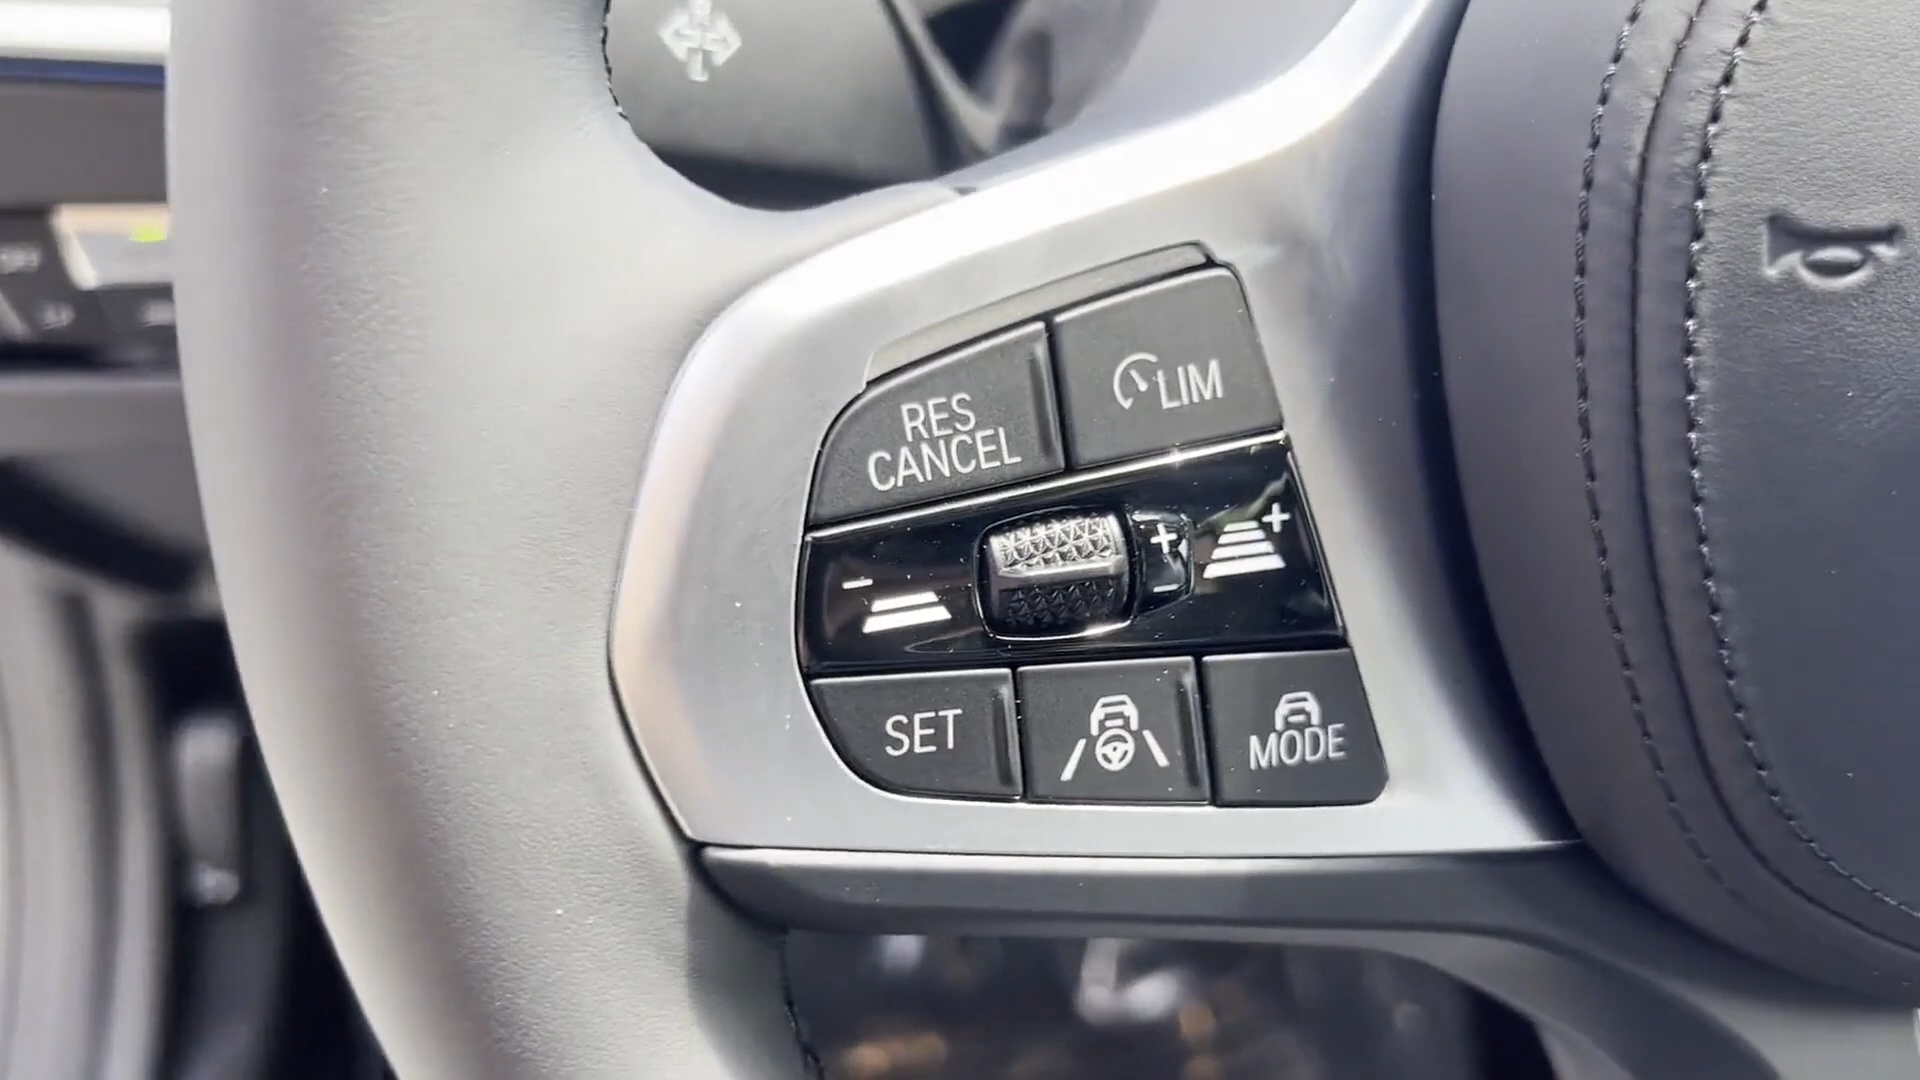 RES
CANCEL
LIM
+
+
-
-
SET
MODE